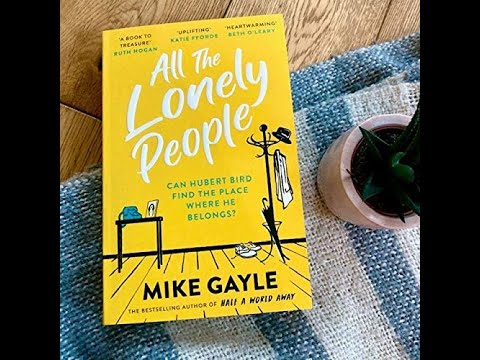 'A BOOK TO TREASURE'
RUTH HOGAN
'UPLIFTING'
KATIE FFORDE
'HEARTWARMING'
BETH O'LEARY
All The
Lonely
People
CAN HUBERT BIRD
FIND THE PLACE
WHERE HE
BELONGS?
MIKE GAYLE
THE BESTSELLING AUTHOR OF HALF A WORLD AWAY